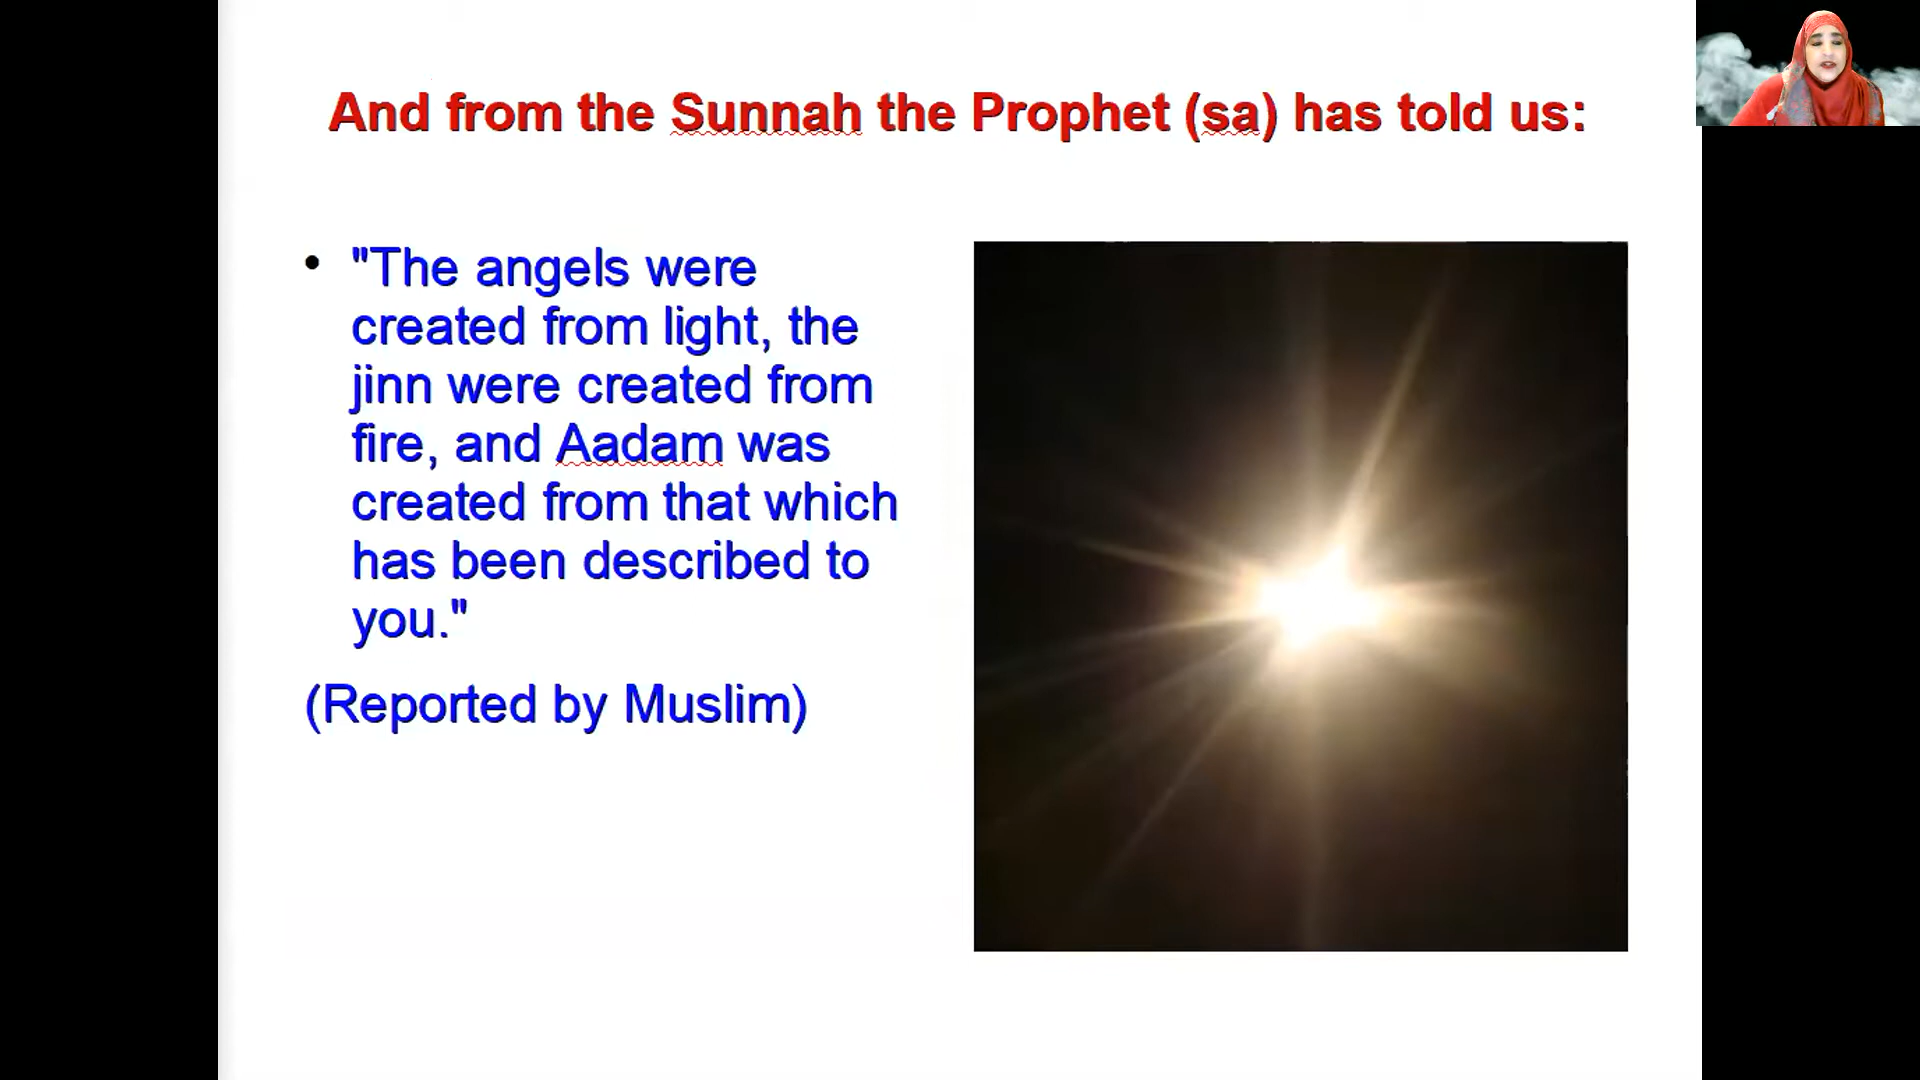 And from the Sunnah the Prophet (sa) has told us:
• "The angels were
created from light, the
jinn were created from
fire, and Aadam was
created from that which
has been described to
you."
(Reported by Muslim)